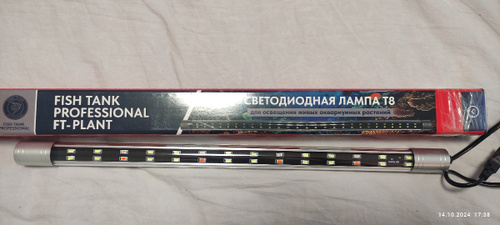 FISH TANK
PROFESSIONAL
FT-PLANT
СВЕТОДИОДНАЯ ЛАМПА Т8
для освещения живых аквариумных растений
FISH TANK
PROFESSIONAL
14.10.2024 17:38